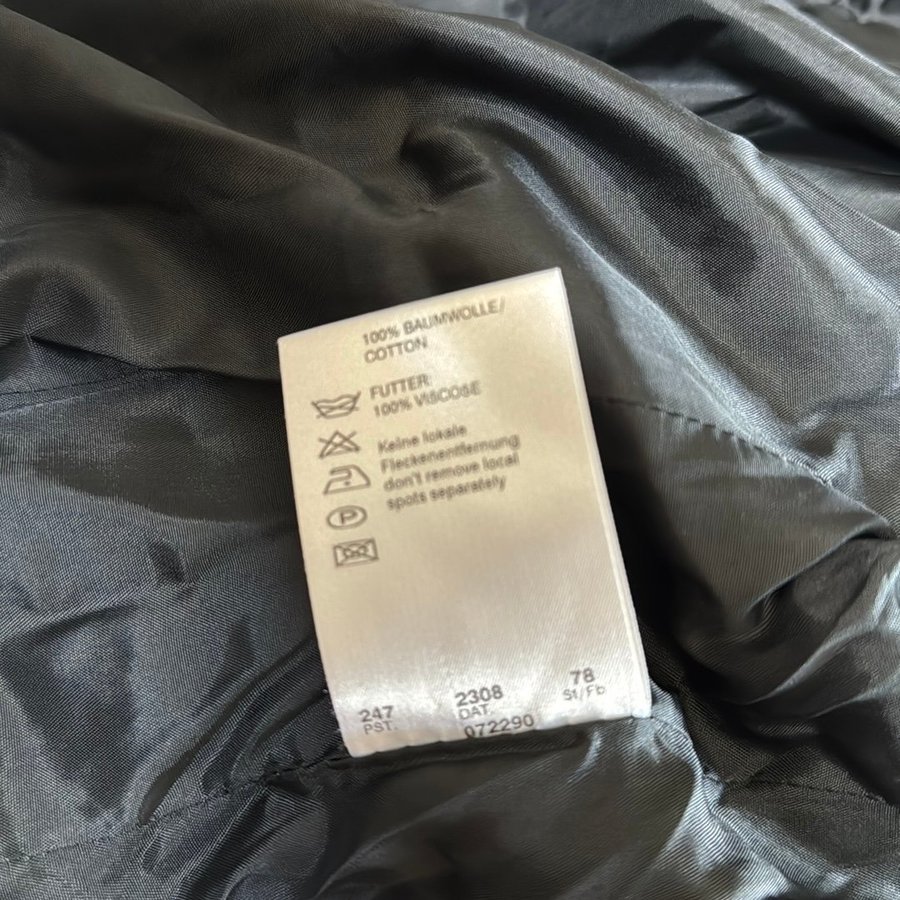 100% BAUMWOLLE/
COTTON
FUTTER:
100% VISCOSE
Keine lokale
Fleckenentfernung
don't remove local
spots separately
P
247
PST.
2308
DAT.
072290
78
St/Fb